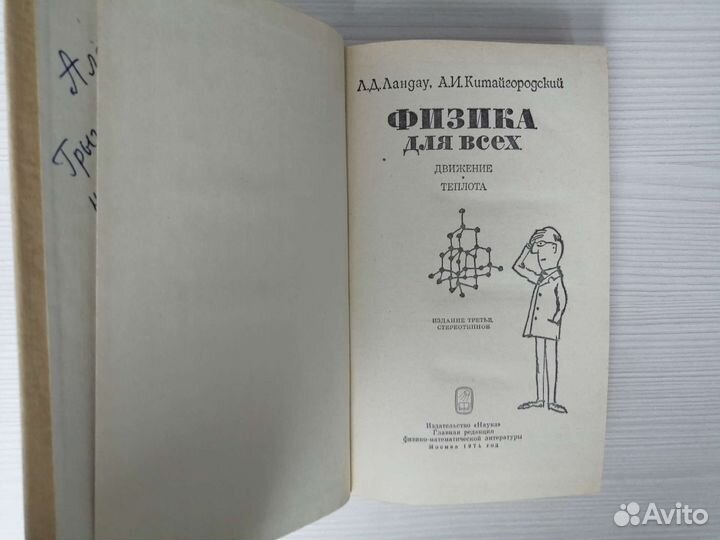 Л.Д.Ландау, А.И.Китайгородский
ФИЗИКА
ДЛЯ ВСЕХ
ДВИЖЕНИЕ
·
ТЕПЛОТА
ИЗДАНИЕ ТРЕТЬЕ,
СТЕРЕОТИПНОЕ
Издательство «Наука»
Главная редакция
физико-математической литературы
Москва 1974 год
Avito